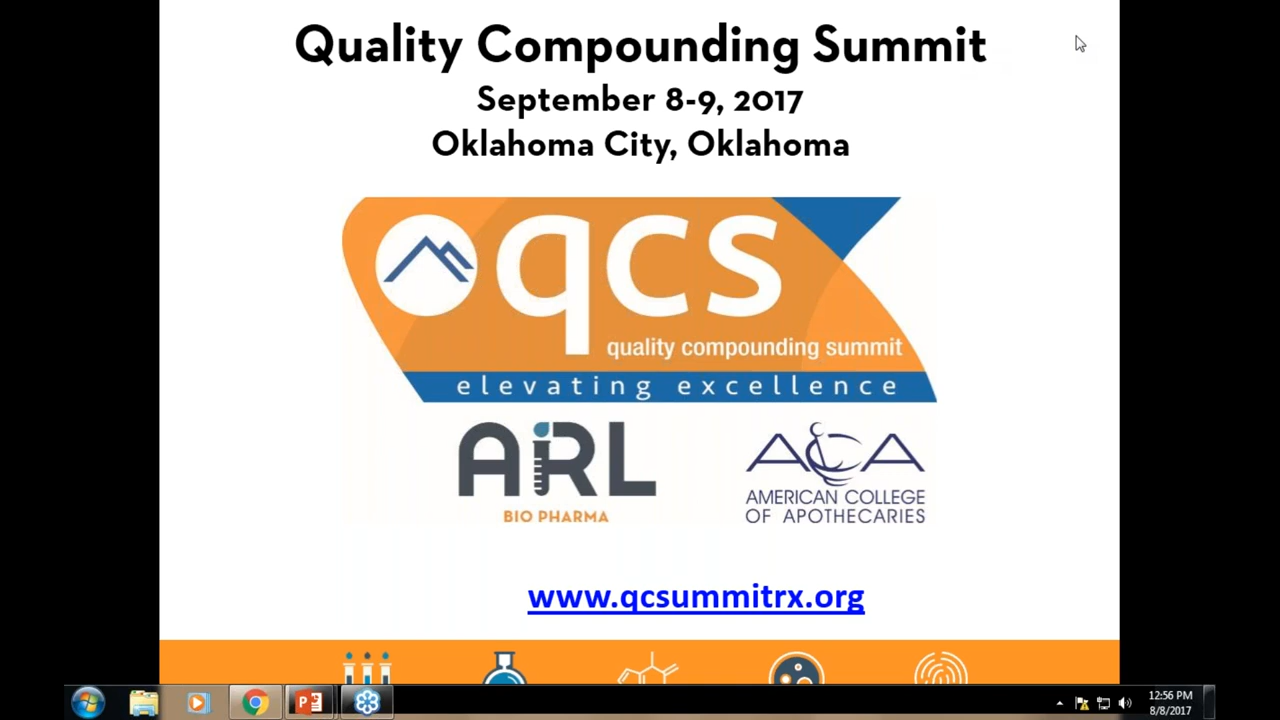 Quality Compounding Summit
September 8-9, 2017
Oklahoma City, Oklahoma
qcs
quality compounding summit
elevating excellence
ARL
BIO PHARMA
ACA
AMERICAN COLLEGE
OF APOTHECARIES
www.qcsummitrx.org
12:56 PM
8/8/2017